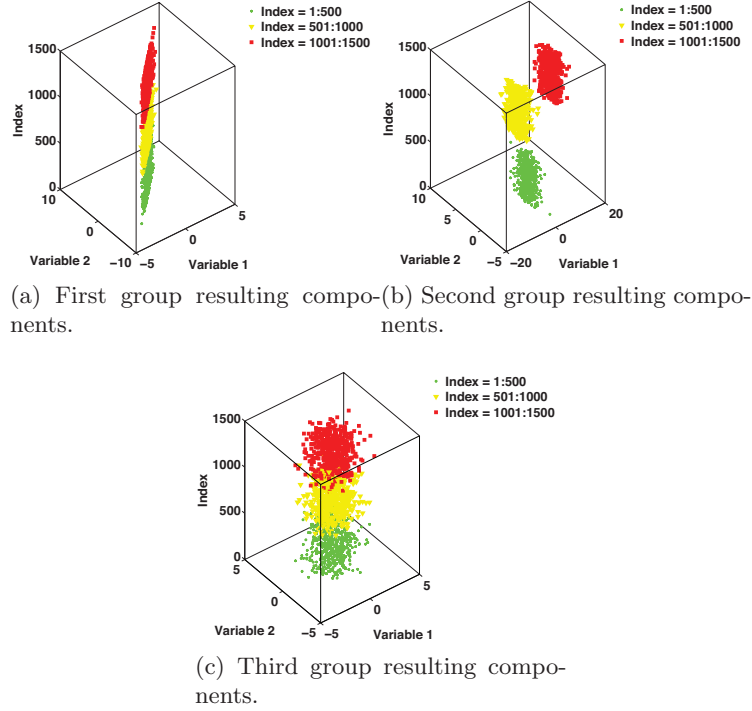 Index = 1:500
Index = 501:1000
Index = 1001:1500
1500
1000
500
0
Index
10
0
−10
Variable 2
−5
0
5
Variable 1
Index = 1:500
Index = 501:1000
Index = 1001:1500
1500
1000
500
0
Index
10
5
0
−5
Variable 2
−20
0
20
Variable 1
(a) First group resulting compo-
nents.
(b) Second group resulting compo-
nents.
Index = 1:500
Index = 501:1000
Index = 1001:1500
1500
1000
500
0
Index
5
0
−5
Variable 2
−5
0
5
Variable 1
(c) Third group resulting compo-
nents.